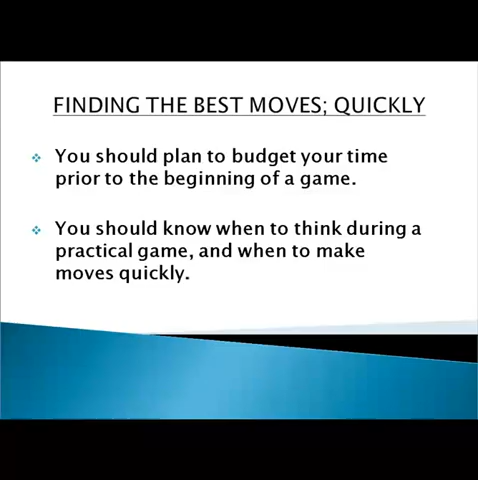 FINDING THE BEST MOVES; QUICKLY
You should plan to budget your time
prior to the beginning of a game.
You should know when to think during a
practical game, and when to make
moves quickly.